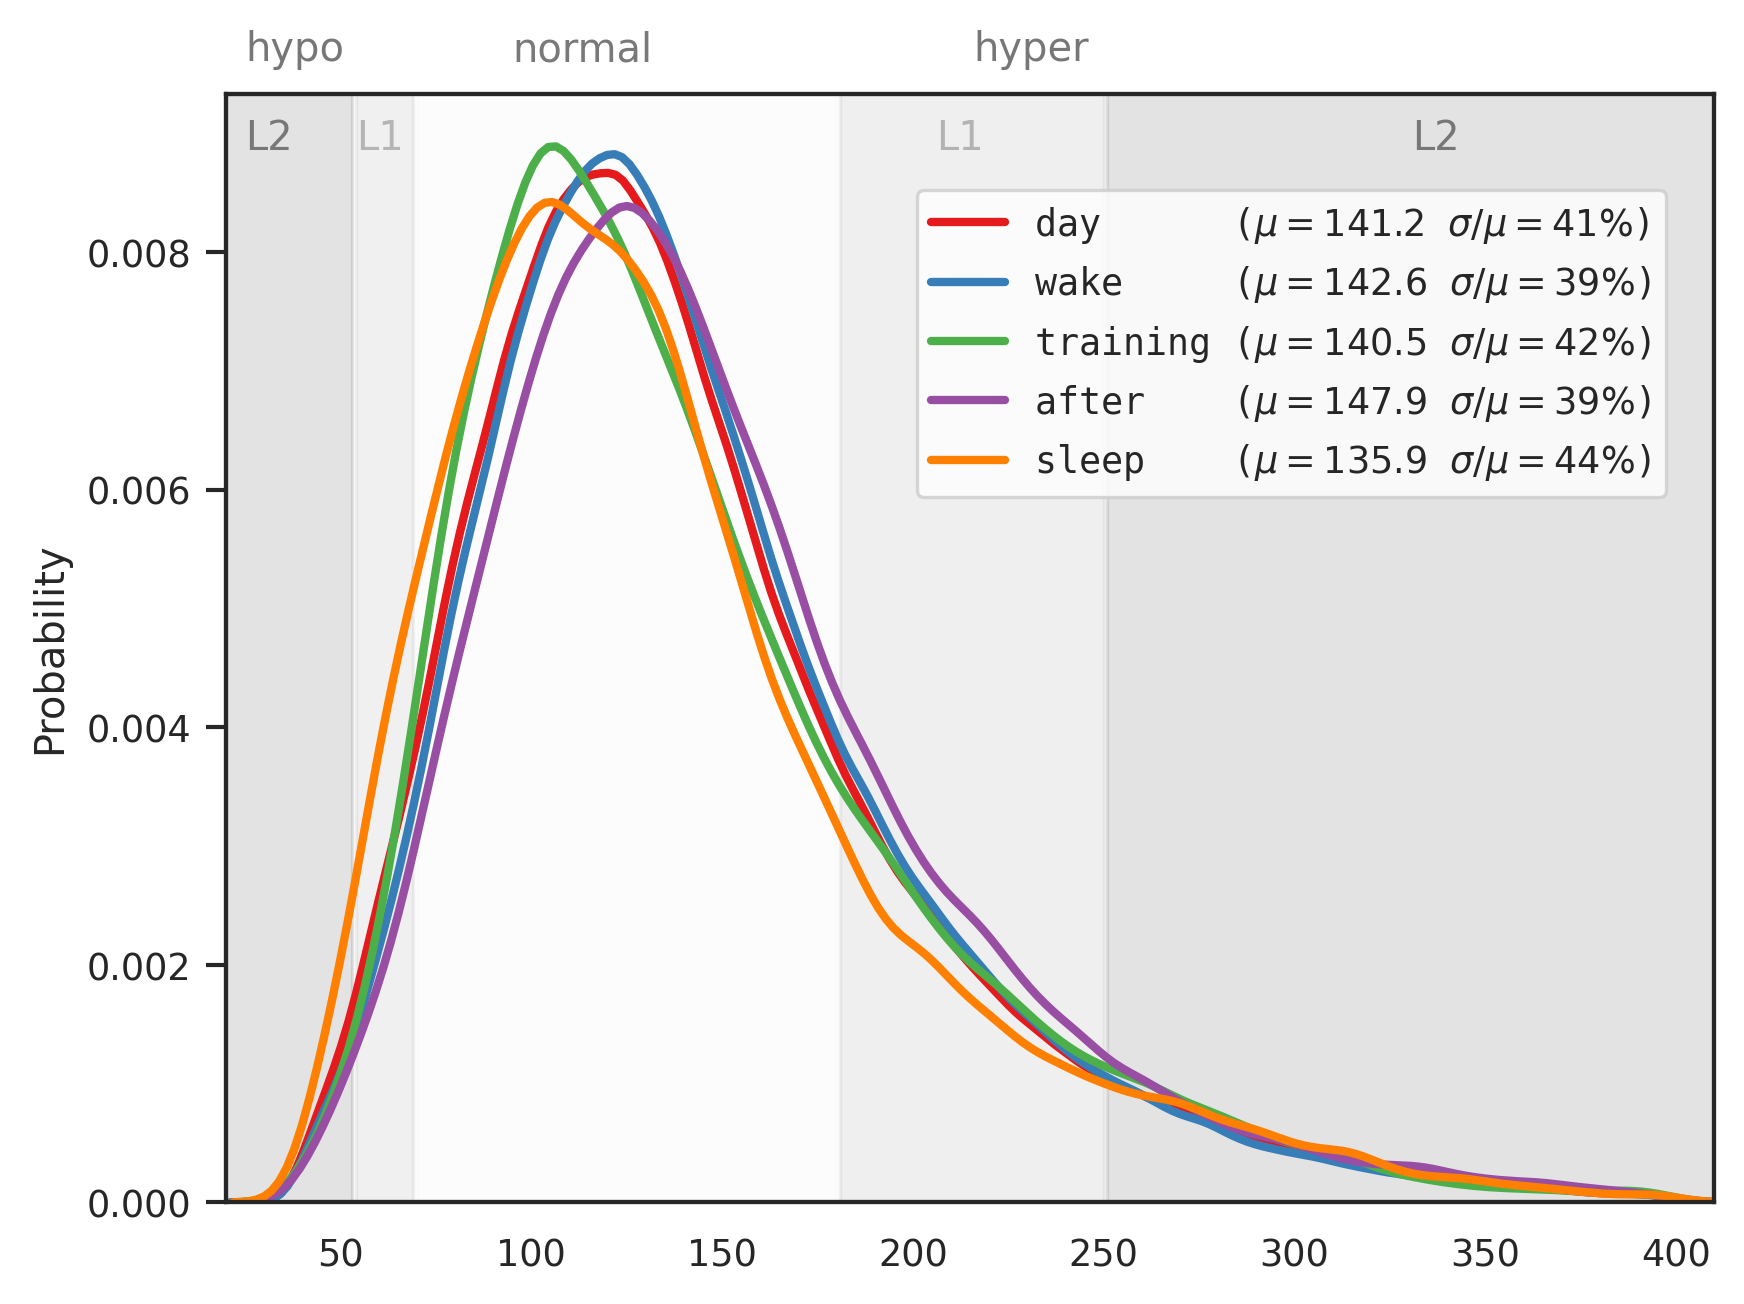 hypo normal hyper
L2 L1 L1 L2
day (μ = 141.2 σ/μ = 41%)
wake (μ = 142.6 σ/μ = 39%)
training (μ = 140.5 σ/μ = 42%)
after (μ = 147.9 σ/μ = 39%)
sleep (μ = 135.9 σ/μ = 44%)
Probability
0.008
0.006
0.004
0.002
0.000
50 100 150 200 250 300 350 400